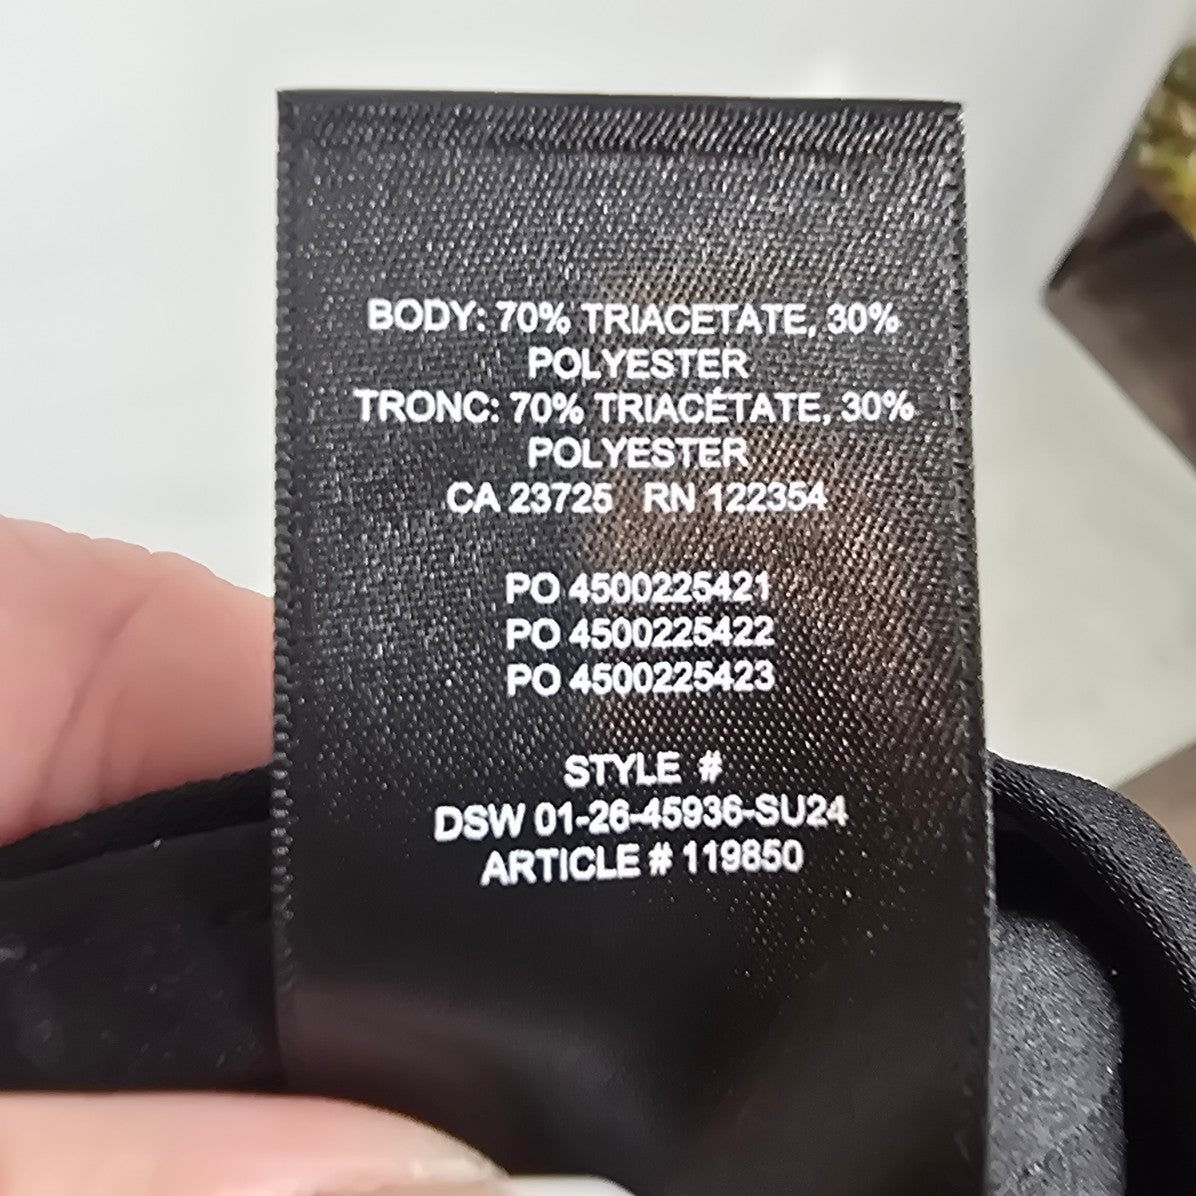 BODY: 70% TRIACETATE, 30%
POLYESTER
TRONC: 70% TRIACÉTATE, 30%
POLYESTER
CA 23725 RN 122354
PO 4500225421
PO 4500225422
PO 4500225423
STYLE #
DSW 01-26-45936-SU24
ARTICLE # 119850